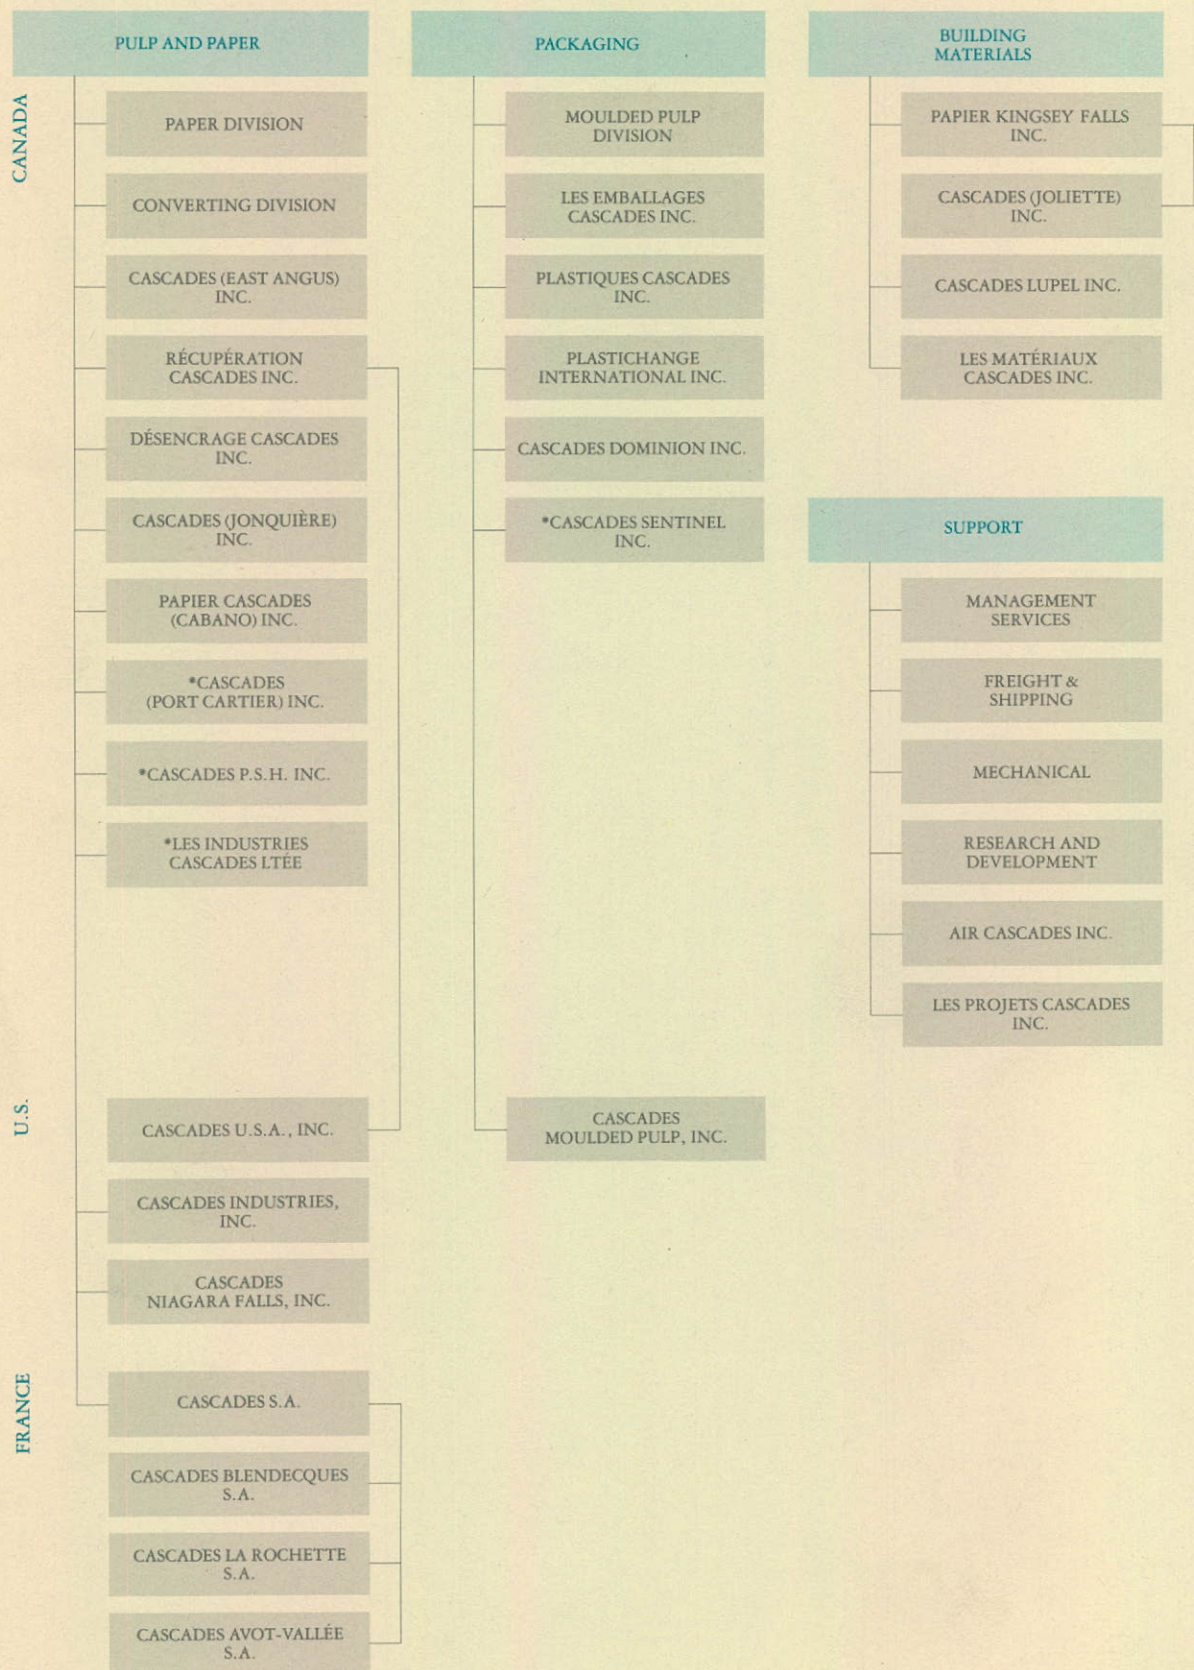 PULP AND PAPER
CANADA
PAPER DIVISION
CONVERTING DIVISION
CASCADES (EAST ANGUS)
INC.
RÉCUPÉRATION
CASCADES INC.
DÉSENCRAGE CASCADES
INC.
CASCADES (JONQUIÈRE)
INC.
PAPIER CASCADES
(CABANO) INC.
*CASCADES
(PORT CARTIER) INC.
*CASCADES P.S.H. INC.
*LES INDUSTRIES
CASCADES LTÉE
U.S.
CASCADES U.S.A., INC.
CASCADES INDUSTRIES,
INC.
CASCADES
NIAGARA FALLS, INC.
FRANCE
CASCADES S.A.
CASCADES BLENDECQUES
S.A.
CASCADES LA ROCHETTE
S.A.
CASCADES AVOT-VALLÉE
S.A.
PACKAGING
MOULDED PULP
DIVISION
LES EMBALLAGES
CASCADES INC.
PLASTIQUES CASCADES
INC.
PLASTICHANGE
INTERNATIONAL INC.
CASCADES DOMINION INC.
*CASCADES SENTINEL
INC.
CASCADES
MOULDED PULP, INC.
BUILDING
MATERIALS
PAPIER KINGSEY FALLS
INC.
CASCADES (JOLIETTE)
INC.
CASCADES LUPEL INC.
LES MATÉRIAUX
CASCADES INC.
SUPPORT
MANAGEMENT
SERVICES
FREIGHT &
SHIPPING
MECHANICAL
RESEARCH AND
DEVELOPMENT
AIR CASCADES INC.
LES PROJETS CASCADES
INC.